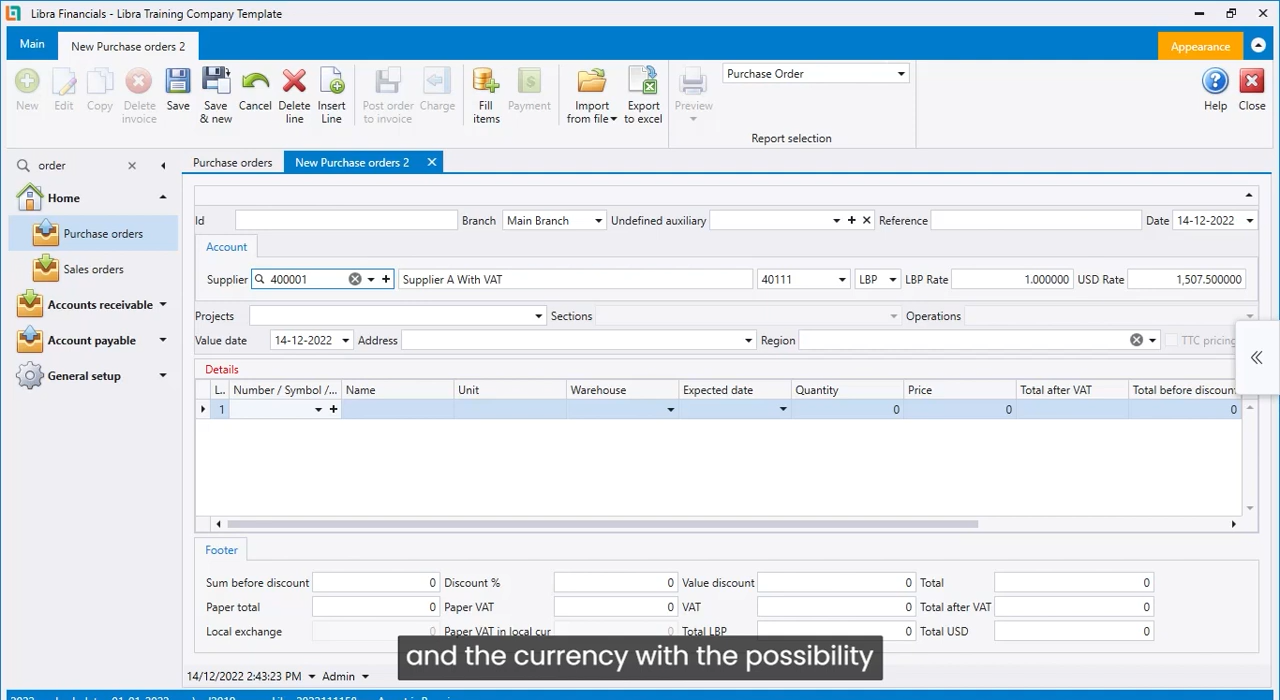 Libra Financials - Libra Training Company Template
Main
New Purchase orders 2
Appearance
New
Edit
Copy
Delete invoice
Save
Save & new
Cancel
Delete line
Insert Line
Post order to invoice
Charge
Fill items
Payment
Import from file
Export to excel
Preview
Purchase Order
Report selection
Help
Close
order
Home
Purchase orders
Sales orders
Accounts receivable
Account payable
General setup
Purchase orders
New Purchase orders 2
Id
Branch Main Branch
Undefined auxiliary
Reference
Date 14-12-2022
Account
Supplier 400001 Supplier A With VAT 40111 LBP LBP Rate 1.000000 USD Rate 1,507.500000
Projects Sections Operations
Value date 14-12-2022 Address Region TTC pricing
Details
L.. Number / Symbol /... Name Unit Warehouse Expected date Quantity Price Total after VAT Total before discoun
1 0 0 0
Footer
Sum before discount 0 Discount % 0 Value discount 0 Total 0
Paper total 0 Paper VAT 0 VAT 0 Total after VAT 0
Local exchange 0 Paper VAT in local cur 0 Total LBP 0 Total USD 0
and the currency with the possibility
14/12/2022 2:43:23 PM Admin